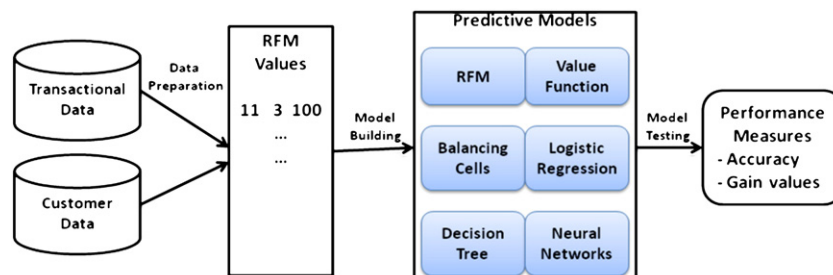 Transactional
Data
Customer
Data
Data
Preparation
RFM
Values
11 3 100
...
...
Model
Building
Predictive Models
RFM
Value
Function
Balancing
Cells
Logistic
Regression
Decision
Tree
Neural
Networks
Model
Testing
Performance
Measures
- Accuracy
- Gain values